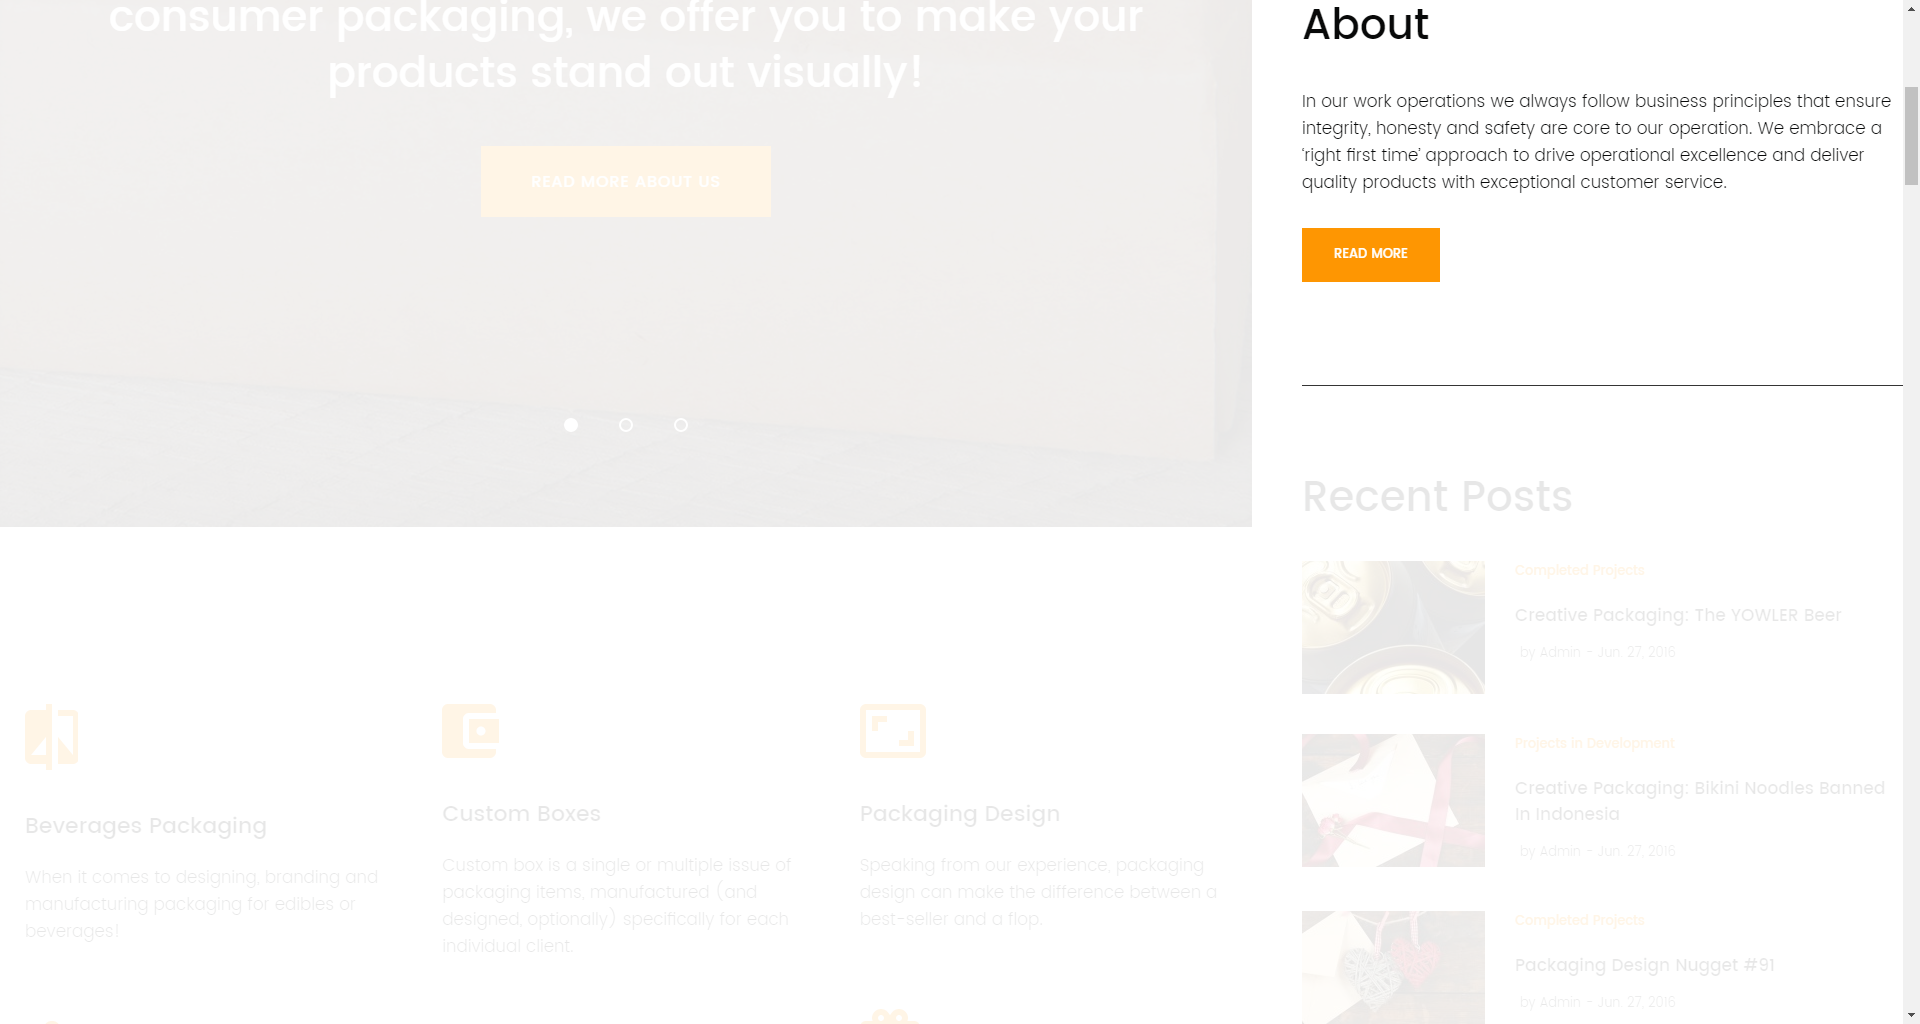 consumer packaging, we offer you to make your
products stand out visually!
READ MORE ABOUT US
About
In our work operations we always follow business principles that ensure
integrity, honesty and safety are core to our operation. We embrace a
‘right first time’ approach to drive operational excellence and deliver
quality products with exceptional customer service.
READ MORE
Recent Posts
Completed Projects
Creative Packaging: The YOWLER Beer
by Admin - Jun. 27, 2016
Projects in Development
Creative Packaging: Bikini Noodles Banned
In Indonesia
by Admin - Jun. 27, 2016
Completed Projects
Packaging Design Nugget #91
by Admin - Jun. 27, 2016
Beverages Packaging
When it comes to designing, branding and
manufacturing packaging for edibles or
beverages!
Custom Boxes
Custom box is a single or multiple issue of
packaging items, manufactured (and
designed, optionally) specifically for each
individual client.
Packaging Design
Speaking from our experience, packaging
design can make the difference between a
best-seller and a flop.